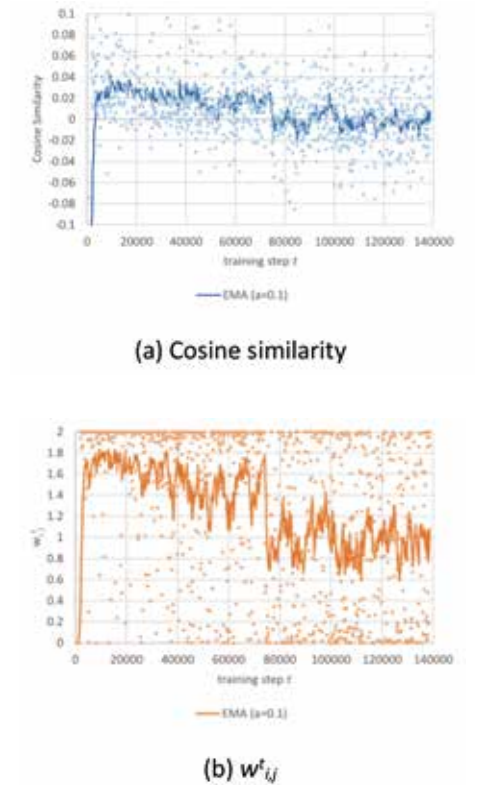 0.1
0.08
0.06
0.04
0.02
0
-0.02
-0.04
-0.06
-0.08
-0.1
Cosine Similarity
0 20000 40000 60000 80000 100000 120000 140000
training step t
EMA (a=0.1)
(a) Cosine similarity
2
1.8
1.6
1.4
1.2
1
0.8
0.6
0.4
0.2
0
0 20000 40000 60000 80000 100000 120000 140000
training step t
EMA (a=0.1)
(b) wᵗi,j